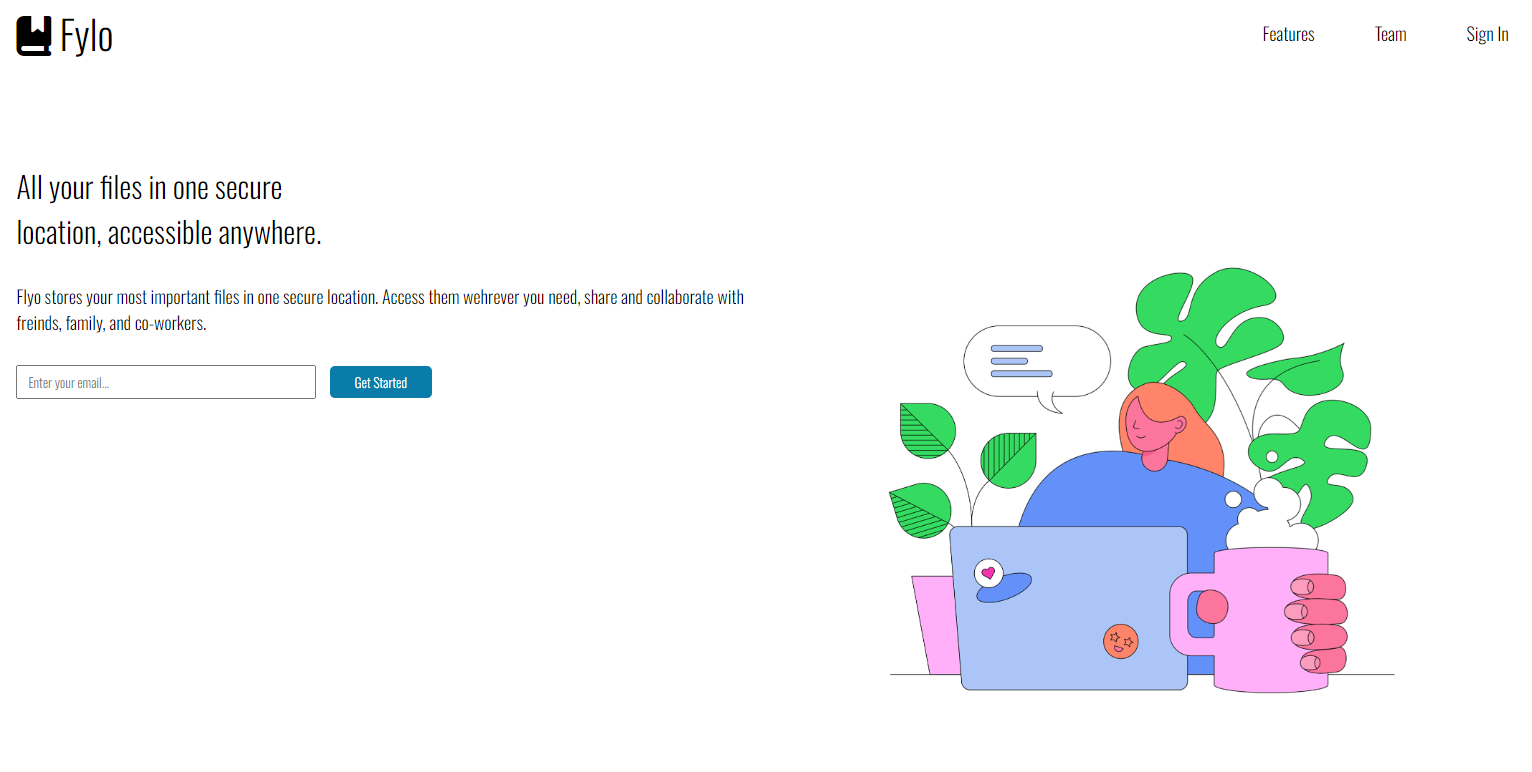 Fylo
Features
Team
Sign In
All your files in one secure
location, accessible anywhere.
Flyo stores your most important files in one secure location. Access them wehrever you need, share and collaborate with
freinds, family, and co-workers.
Enter your email...
Get Started